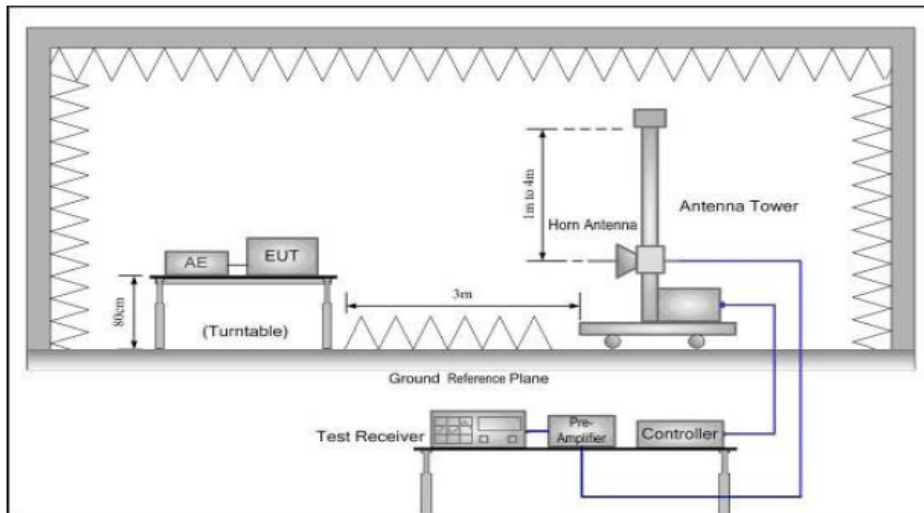 1m to 4m
Horn Antenna
Antenna Tower
AE
EUT
80cm
(Turntable)
3m
Ground Reference Plane
Test Receiver
Pre-
Ampifier
Controller